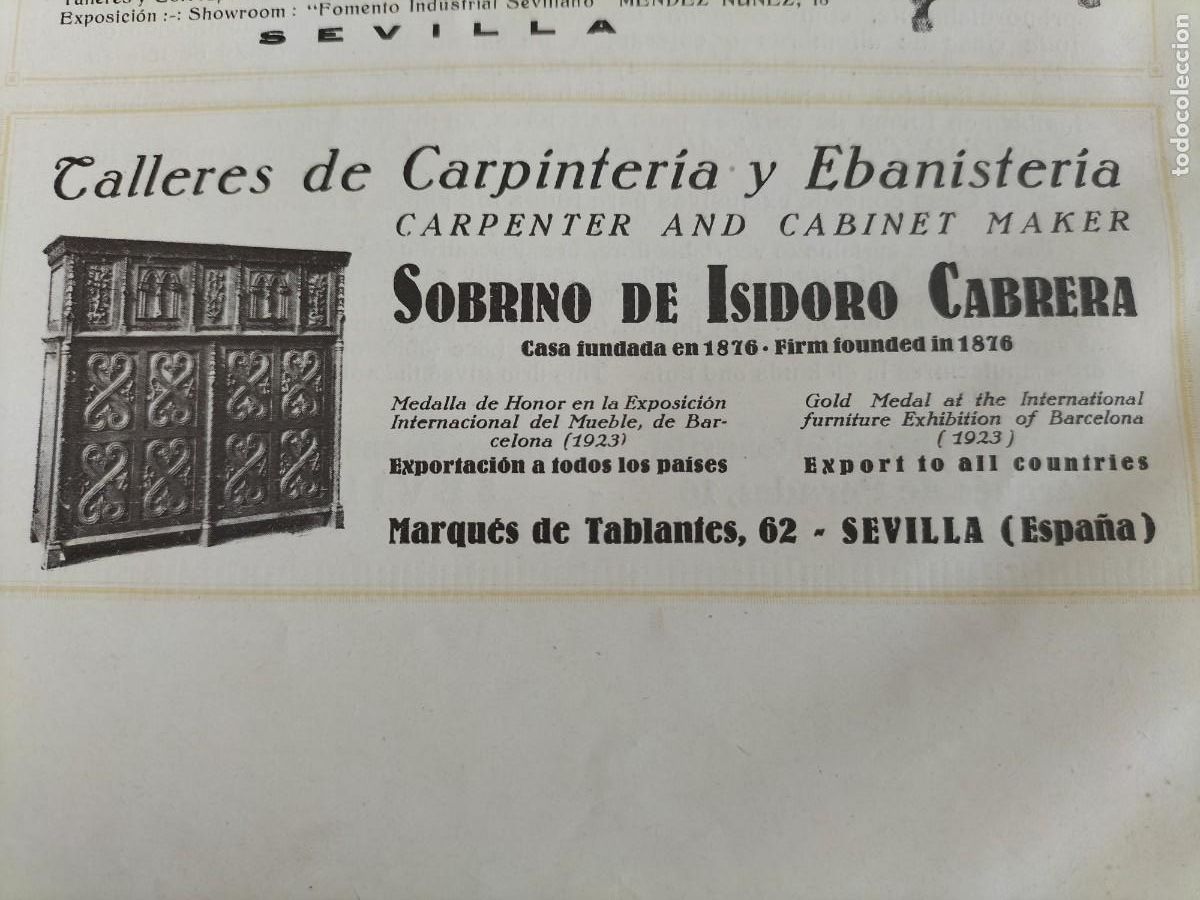 Exposición :-: Showroom : "Fomento Industrial Sevillano" MENDEZ NUÑEZ, 18
SEVILLA
Talleres de Carpintería y Ebanistería
CARPENTER AND CABINET MAKER
SOBRINO DE ISIDORO CABRERA
Casa fundada en 1876 · Firm founded in 1876
Medalla de Honor en la Exposición
Internacional del Mueble, de Bar-
celona (1923)
Exportación a todos los países
Gold Medal at the International
furniture Exhibition of Barcelona
(1923)
Export to all countries
Marqués de Tablantes, 62 - SEVILLA (España)
todocoleccion